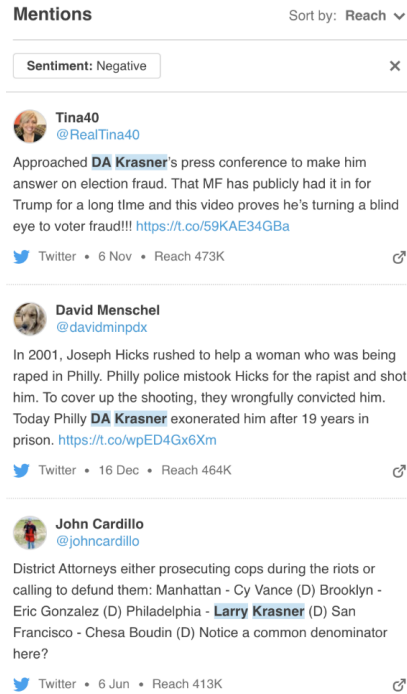 Mentions
Sort by: Reach
Sentiment: Negative
Tina40
@RealTina40
Approached DA Krasner's press conference to make him
answer on election fraud. That MF has publicly had it in for
Trump for a long tIme and this video proves he's turning a blind
eye to voter fraud!!! https://t.co/59KAE34GBa
Twitter • 6 Nov • Reach 473K
David Menschel
@davidminpdx
In 2001, Joseph Hicks rushed to help a woman who was being
raped in Philly. Philly police mistook Hicks for the rapist and shot
him. To cover up the shooting, they wrongfully convicted him.
Today Philly DA Krasner exonerated him after 19 years in
prison. https://t.co/wpED4Gx6Xm
Twitter • 16 Dec • Reach 464K
John Cardillo
@johncardillo
District Attorneys either prosecuting cops during the riots or
calling to defund them: Manhattan - Cy Vance (D) Brooklyn -
Eric Gonzalez (D) Philadelphia - Larry Krasner (D) San
Francisco - Chesa Boudin (D) Notice a common denominator
here?
Twitter • 6 Jun • Reach 413K